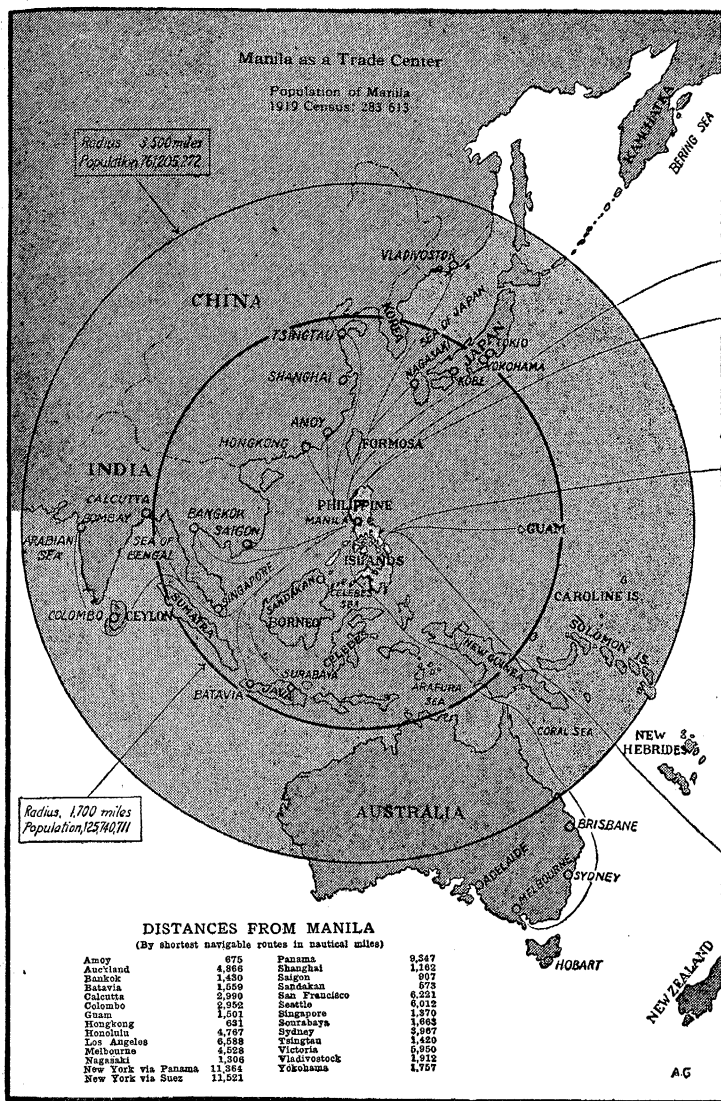 Manila as a Trade Center
Population of Manila
1919 Census: 283 613
Radius 3,500 miles
Population, 761,205,272
KAMCHATKA
BERING SEA
VLADIVOSTOK
CHINA
KOREA
SEA OF JAPAN
TSINGTAU
JAPAN
TOKIO
NAGASAKI
YOKOHAMA
KOBE
SHANGHAI
AMOY
HONGKONG
FORMOSA
INDIA
CALCUTTA
BOMBAY
BANGKOK
PHILIPPINE
MANILA
ARABIAN
SEA
SEA OF
BENGAL
SAIGON
GUAM
ISLANDS
SINGAPORE
SANDAKAN
CELEBES
SEA
CAROLINE IS.
COLOMBO
CEYLON
SUMATRA
BORNEO
CELEBES
SOLOMON IS.
NEW GUINEA
SURABAYA
BATAVIA
JAVA
ARAFURA
SEA
CORAL SEA
NEW
HEBRIDES
Radius, 1,700 miles
Population, 125,740,711
AUSTRALIA
BRISBANE
ADELAIDE
MELBOURNE
SYDNEY
HOBART
NEW ZEALAND
DISTANCES FROM MANILA
(By shortest navigable routes in nautical miles)
Amoy 675
Auckland 4,866
Bankok 1,430
Batavia 1,559
Calcutta 2,990
Colombo 2,952
Guam 1,501
Hongkong 631
Honolulu 4,767
Los Angeles 6,588
Melbourne 4,528
Nagasaki 1,306
New York via Panama 11,364
New York via Suez 11,521
Panama 9,347
Shanghai 1,162
Saigon 907
Sandakan 573
San Francisco 6,221
Seattle 6,012
Singapore 1,370
Sourabaya 1,663
Sydney 3,967
Tsingtau 1,420
Victoria 5,950
Vladivostock 1,912
Yokohama 1,757
A.G